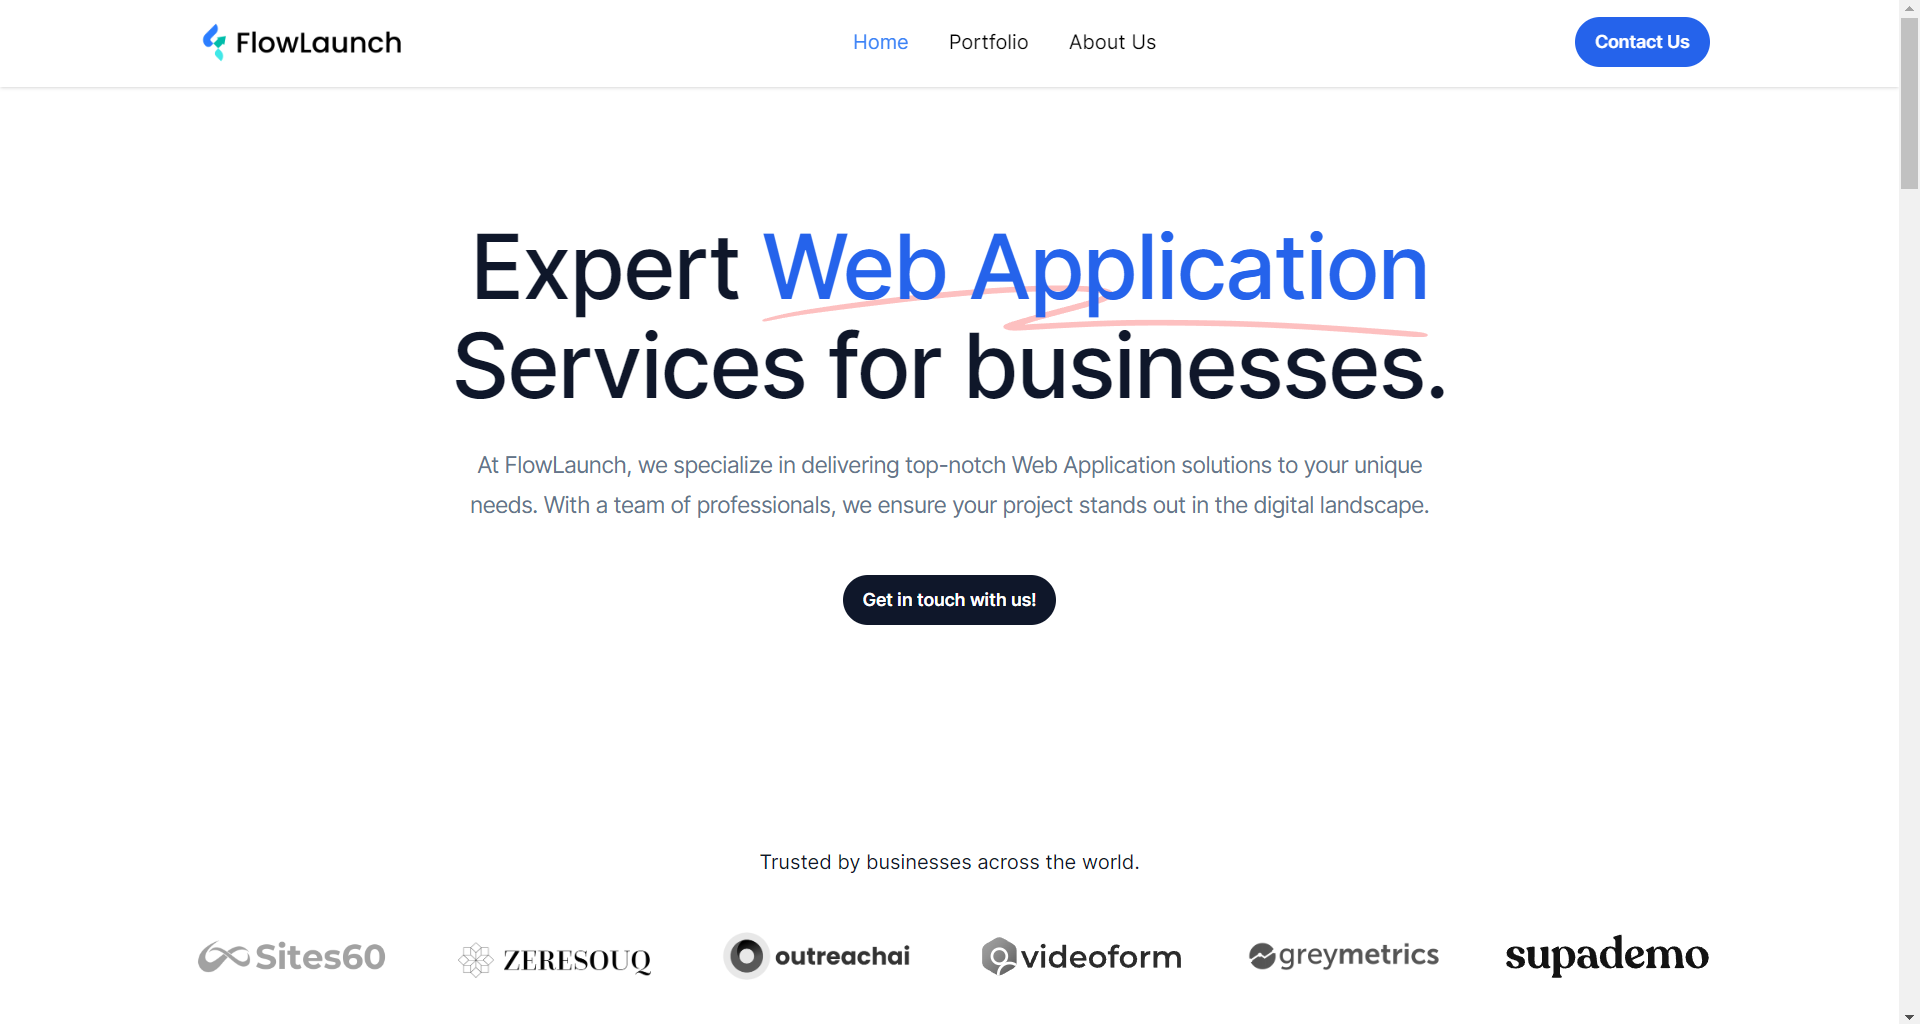 FlowLaunch
Home
Portfolio
About Us
Contact Us
Expert Web Application
Services for businesses.
At FlowLaunch, we specialize in delivering top-notch Web Application solutions to your unique
needs. With a team of professionals, we ensure your project stands out in the digital landscape.
Get in touch with us!
Trusted by businesses across the world.
Sites60
ZERESOUQ
outreachai
videoform
greymetrics
supademo